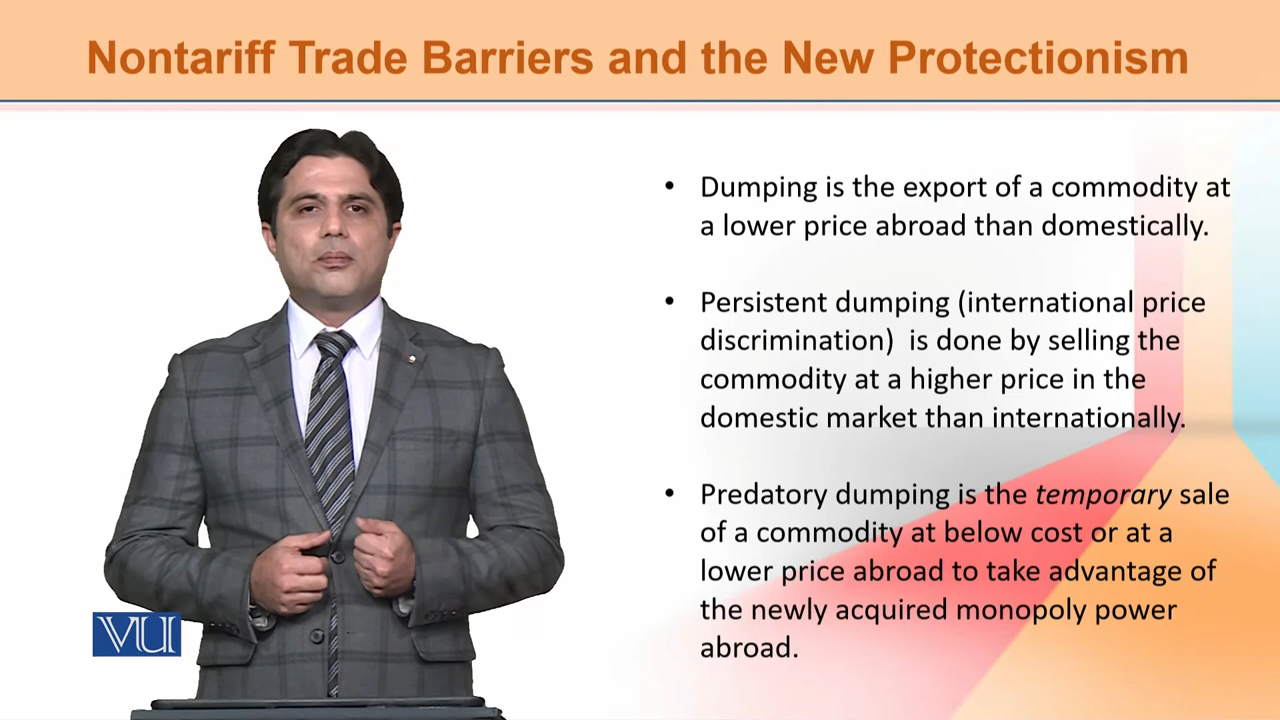 Nontariff Trade Barriers and the New Protectionism
• Dumping is the export of a commodity at
a lower price abroad than domestically.
• Persistent dumping (international price
discrimination)  is done by selling the
commodity at a higher price in the
domestic market than internationally.
• Predatory dumping is the temporary sale
of a commodity at below cost or at a
lower price abroad to take advantage of
the newly acquired monopoly power
abroad.
VU